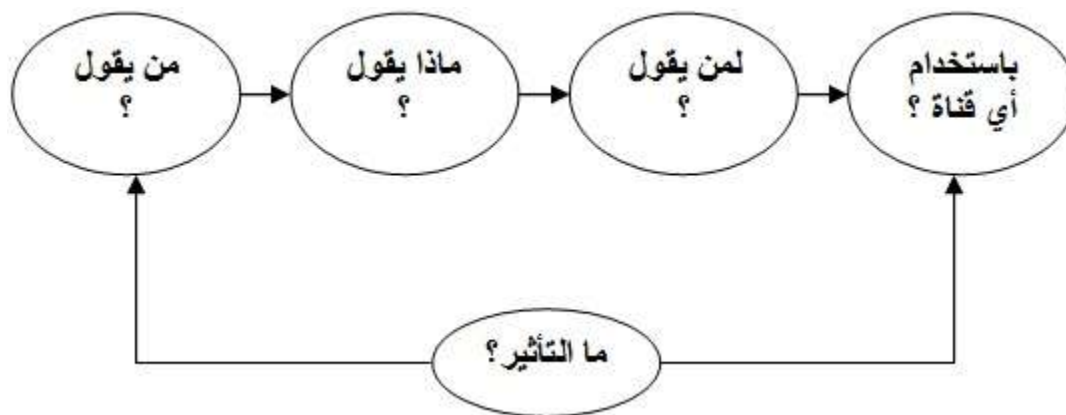 من يقول
؟
ماذا يقول
؟
لمن يقول
؟
باستخدام
أي قناة ؟
ما التأثير؟